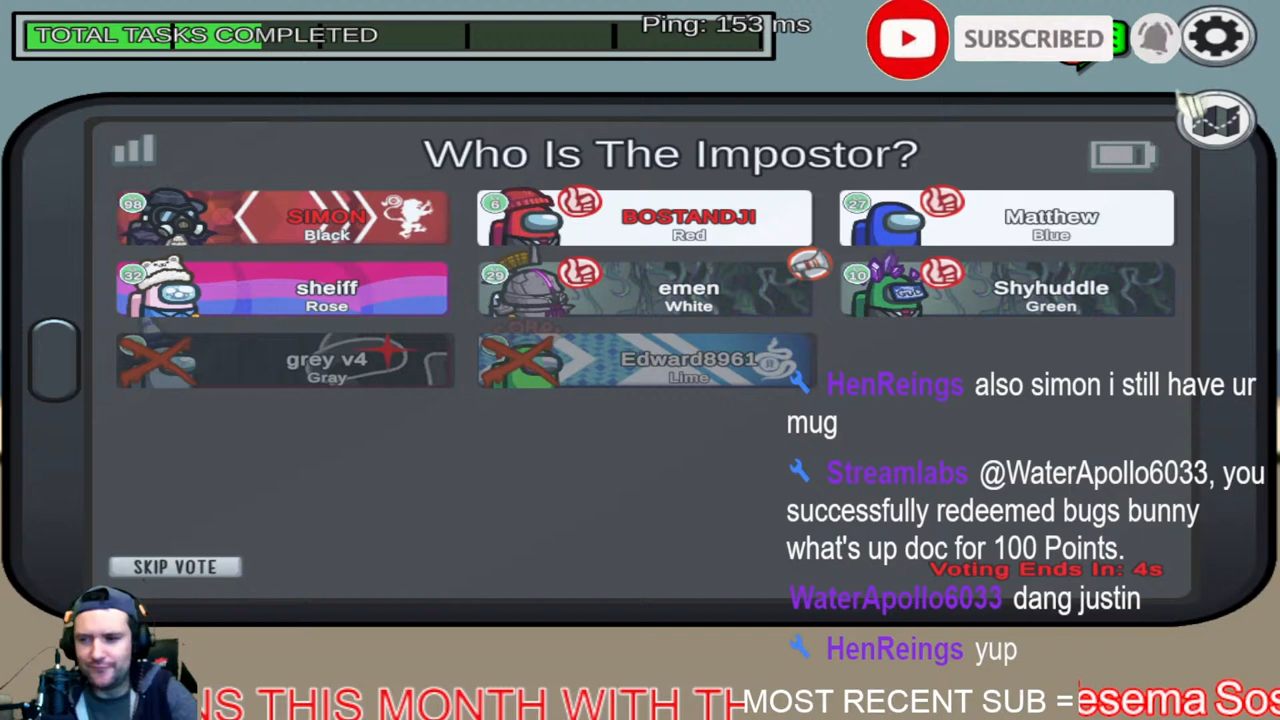 TOTAL TASKS COMPLETED
Ping: 153 ms
SUBSCRIBED
Who Is The Impostor?
98
SIMON
Black
6
BOSTANDJI
Red
27
Matthew
Blue
32
sheiff
Rose
29
emen
White
10
Shyhuddle
Green
grey v4
Gray
Edward8961
Lime
HenReings also simon i still have ur
mug
Streamlabs @WaterApollo6033, you
successfully redeemed bugs bunny
what's up doc for 100 Points.
Voting Ends In: 4s
WaterApollo6033 dang justin
HenReings yup
SKIP VOTE
NS THIS MONTH WITH TH
MOST RECENT SUB =
esema Sos